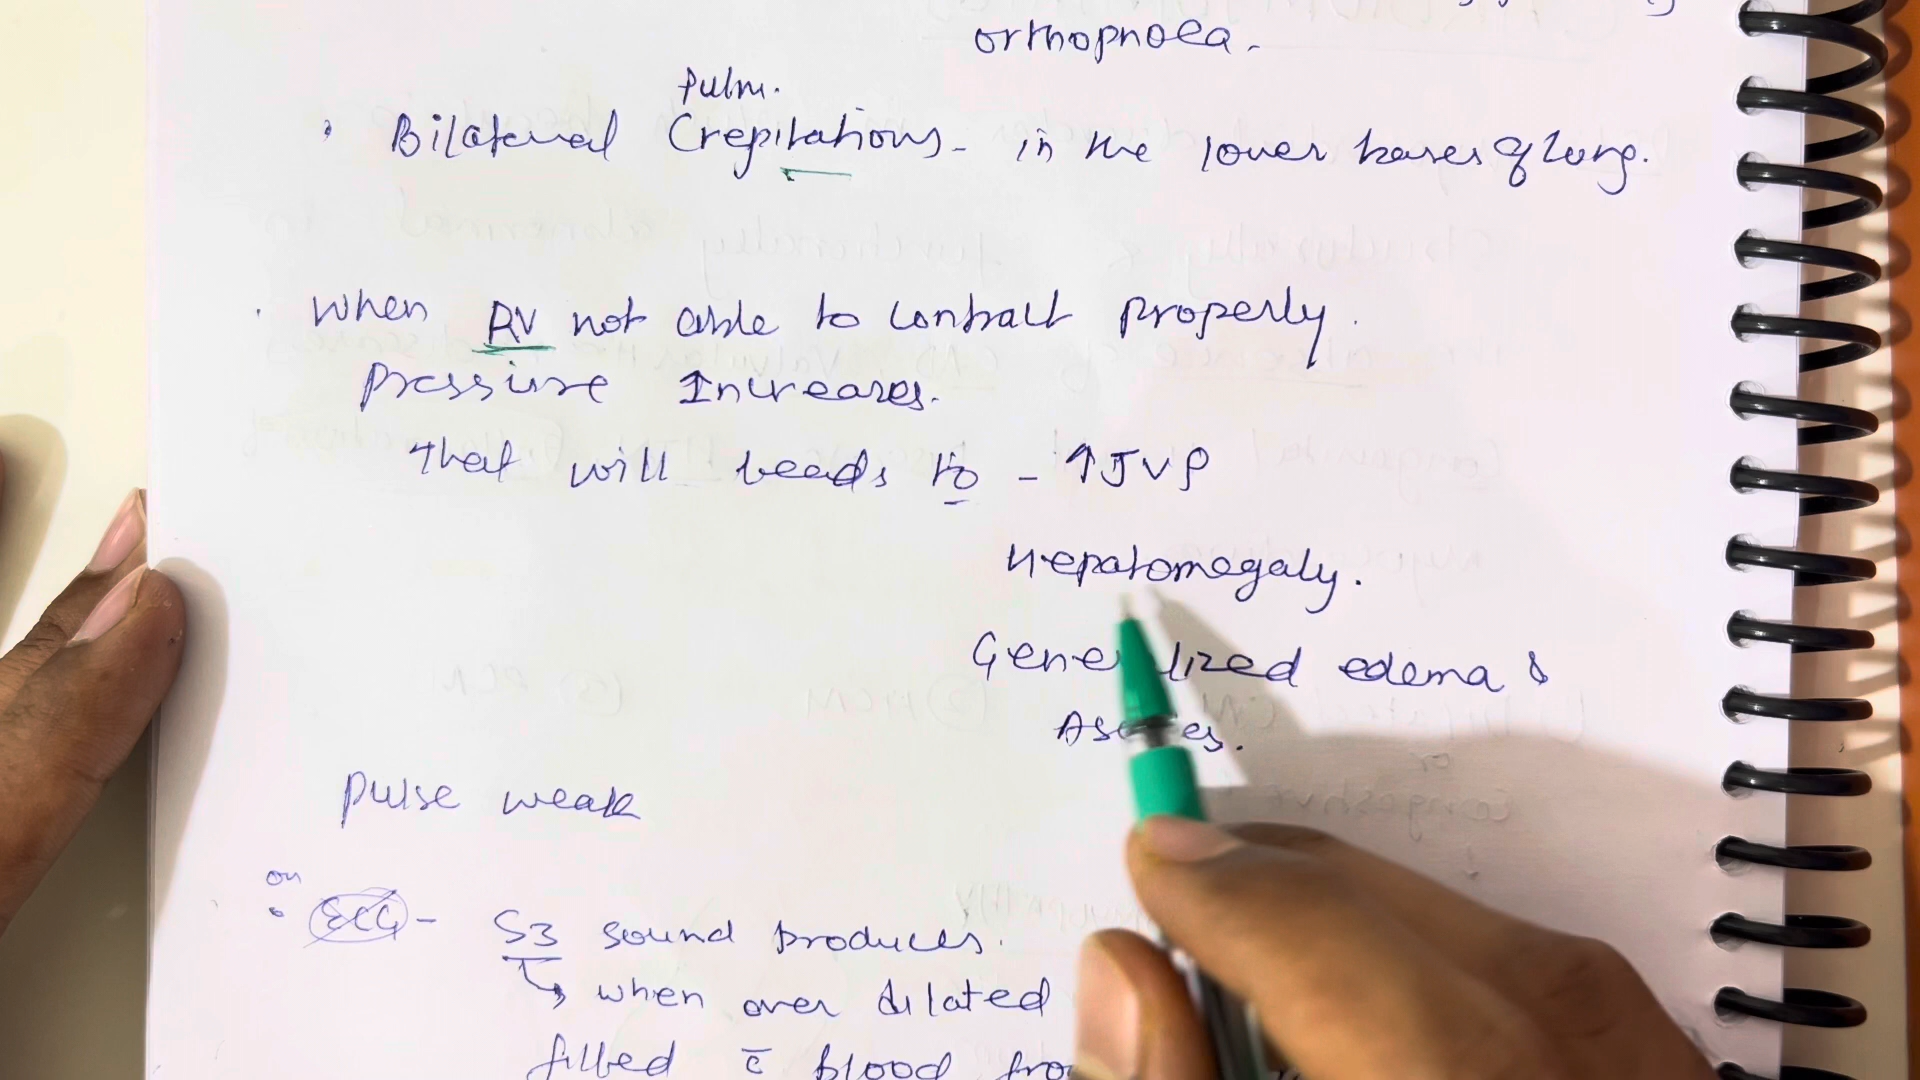 orthopnoea.
Pulm.
• Bilateral Crepitations - in the lower bases of lung.
• When RV not able to contract properly.
Pressure Increases.
that will leads to - ↑JVP
Hepatomegaly.
Generalized edema &
Pulse weak
on
• ECG - S3 sound produces.
↳ when over dilated
filled c̄ blood